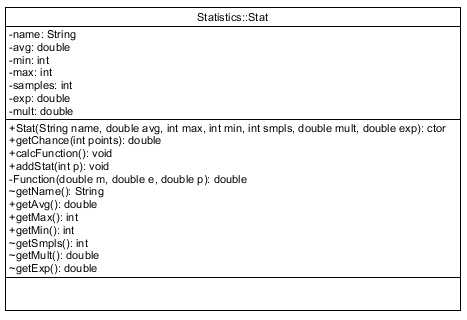 Statistics::Stat
-name: String
-avg: double
-min: int
-max: int
-samples: int
-exp: double
-mult: double
+Stat(String name, double avg, int max, int min, int smpls, double mult, double exp): ctor
+getChance(int points): double
+calcFunction(): void
+addStat(int p): void
-Function(double m, double e, double p): double
~getName(): String
+getAvg(): double
+getMax(): int
+getMin(): int
~getSmpls(): int
~getMult(): double
~getExp(): double